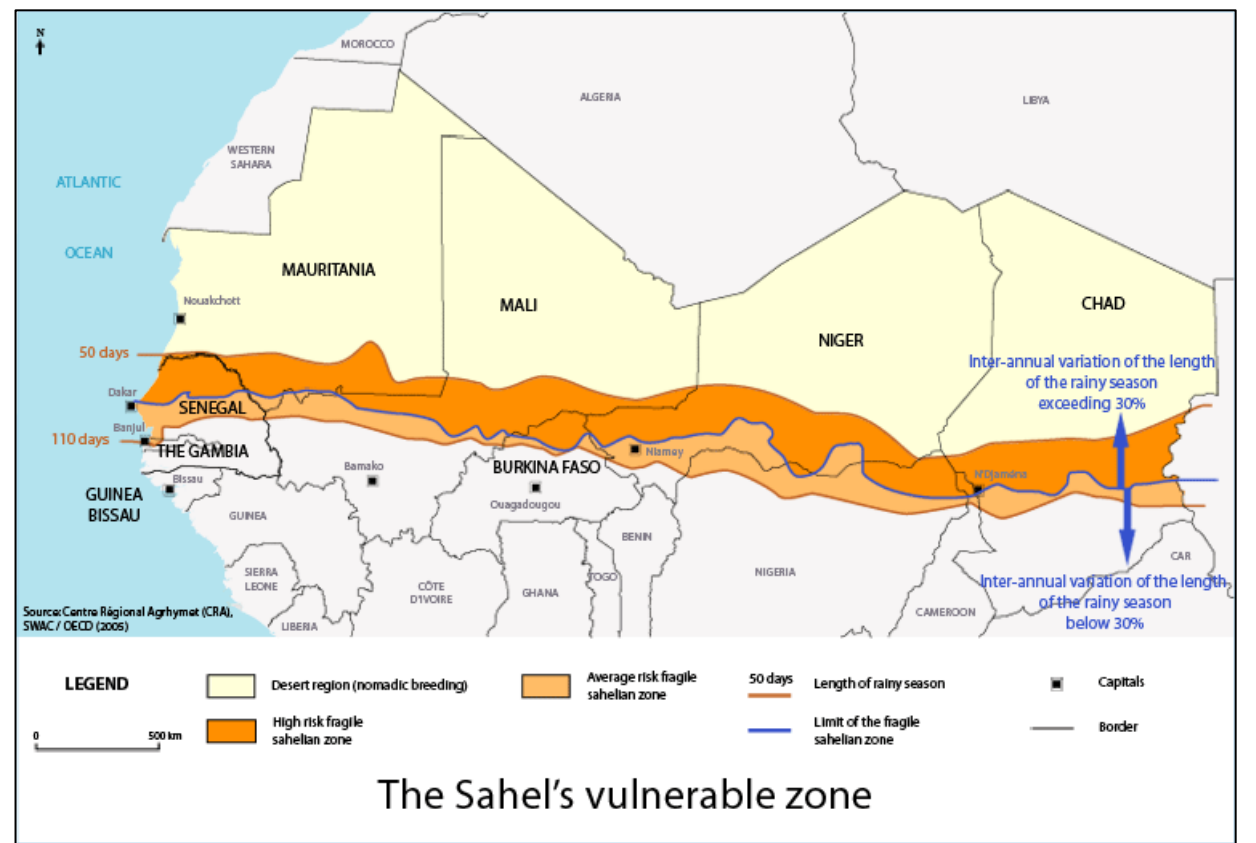 N
MOROCCO
ALGERIA
LIBYA
WESTERN
SAHARA
ATLANTIC
OCEAN
MAURITANIA
MALI
NIGER
CHAD
Nouakchott
50 days
Inter-annual variation of the length
of the rainy season
exceeding 30%
Dakar
SENEGAL
Banjul
110 days
THE GAMBIA
Bissau
GUINEA
BISSAU
Bamako
BURKINA FASO
Ouagadougou
Niamey
N'Djaména
GUINEA
SIERRA
LEONE
LIBERIA
CÔTE
D'IVOIRE
GHANA
TOGO
BENIN
NIGERIA
CAMEROON
CAR
Inter-annual variation of the length
of the rainy season
below 30%
Source:Centre Régional Agrhymet (CRA),
SWAC / OECD (2005)
LEGEND
0 500 km
Desert region (nomadic breeding)
High risk fragile
sahelian zone
Average risk fragile
sahelian zone
50 days Length of rainy season
Limit of the fragile
sahelian zone
Capitals
Border
The Sahel's vulnerable zone